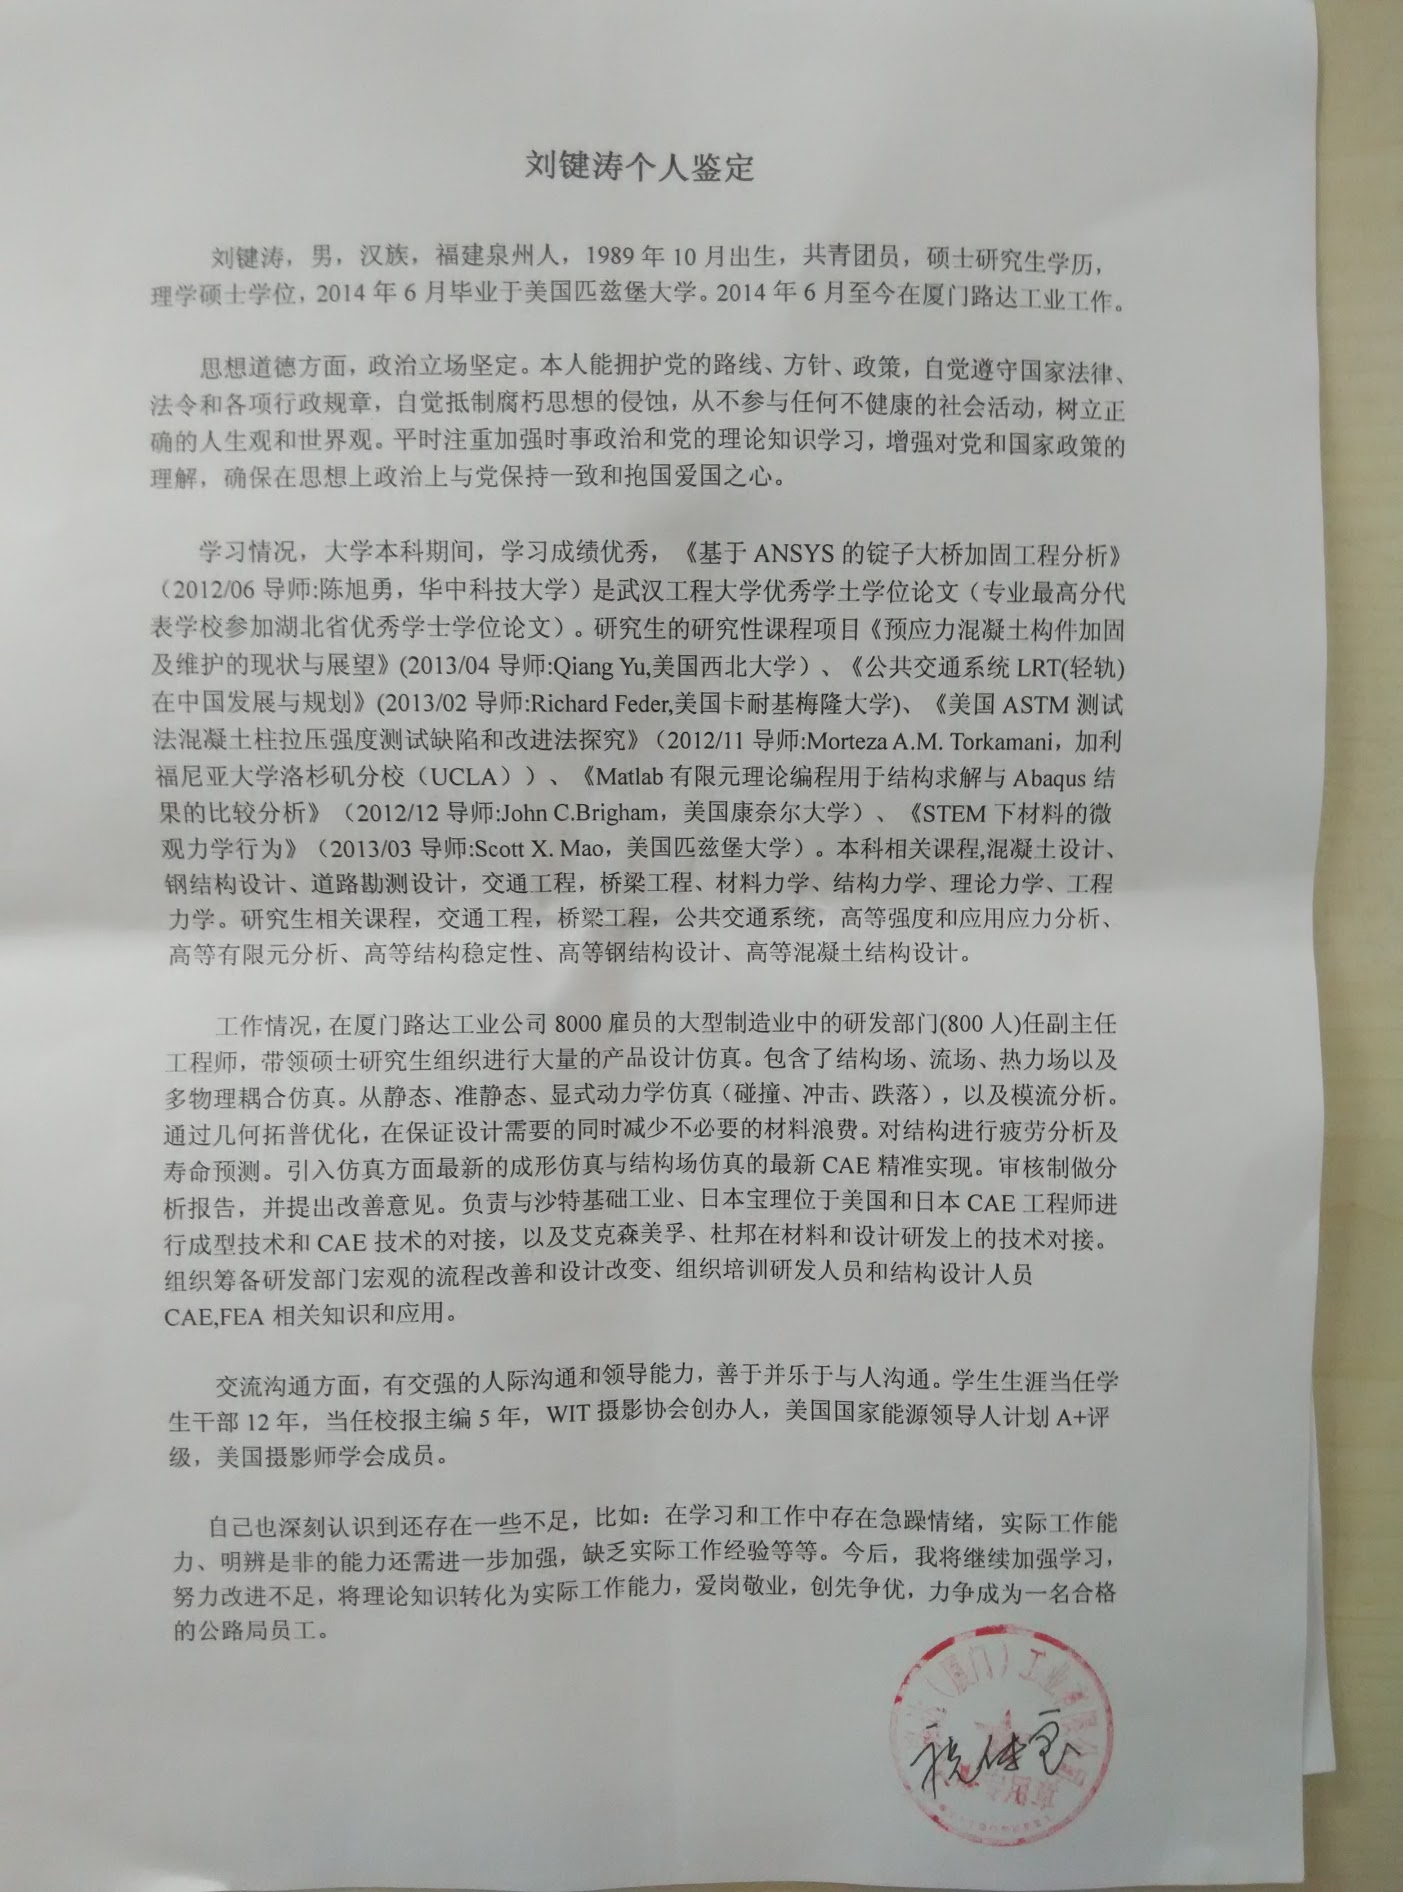 刘键涛个人鉴定
刘键涛，男，汉族，福建泉州人，1989 年 10 月出生，共青团员，硕士研究生学历，
理学硕士学位，2014 年 6 月毕业于美国匹兹堡大学。2014 年 6 月至今在厦门路达工业工作。
思想道德方面，政治立场坚定。本人能拥护党的路线、方针、政策，自觉遵守国家法律、
法令和各项行政规章，自觉抵制腐朽思想的侵蚀，从不参与任何不健康的社会活动，树立正
确的人生观和世界观。平时注重加强时事政治和党的理论知识学习，增强对党和国家政策的
理解，确保在思想上政治上与党保持一致和抱国爱国之心。
学习情况，大学本科期间，学习成绩优秀，《基于 ANSYS 的锭子大桥加固工程分析》
（2012/06 导师:陈旭勇，华中科技大学）是武汉工程大学优秀学士学位论文（专业最高分代
表学校参加湖北省优秀学士学位论文）。研究生的研究性课程项目《预应力混凝土构件加固
及维护的现状与展望》(2013/04 导师:Qiang Yu,美国西北大学）、《公共交通系统 LRT(轻轨)
在中国发展与规划》(2013/02 导师:Richard Feder,美国卡耐基梅隆大学)、《美国 ASTM 测试
法混凝土柱拉压强度测试缺陷和改进法探究》（2012/11 导师:Morteza A.M. Torkamani，加利
福尼亚大学洛杉矶分校（UCLA））、《Matlab 有限元理论编程用于结构求解与 Abaqus 结
果的比较分析》（2012/12 导师:John C.Brigham，美国康奈尔大学）、《STEM 下材料的微
观力学行为》（2013/03 导师:Scott X. Mao，美国匹兹堡大学）。本科相关课程,混凝土设计、
钢结构设计、道路勘测设计，交通工程，桥梁工程、材料力学、结构力学、理论力学、工程
力学。研究生相关课程，交通工程，桥梁工程，公共交通系统，高等强度和应用应力分析、
高等有限元分析、高等结构稳定性、高等钢结构设计、高等混凝土结构设计。
工作情况，在厦门路达工业公司 8000 雇员的大型制造业中的研发部门(800 人)任副主任
工程师，带领硕士研究生组织进行大量的产品设计仿真。包含了结构场、流场、热力场以及
多物理耦合仿真。从静态、准静态、显式动力学仿真（碰撞、冲击、跌落），以及模流分析。
通过几何拓普优化，在保证设计需要的同时减少不必要的材料浪费。对结构进行疲劳分析及
寿命预测。引入仿真方面最新的成形仿真与结构场仿真的最新 CAE 精准实现。审核制做分
析报告，并提出改善意见。负责与沙特基础工业、日本宝理位于美国和日本 CAE 工程师进
行成型技术和 CAE 技术的对接，以及艾克森美孚、杜邦在材料和设计研发上的技术对接。
组织筹备研发部门宏观的流程改善和设计改变、组织培训研发人员和结构设计人员
CAE,FEA 相关知识和应用。
交流沟通方面，有交强的人际沟通和领导能力，善于并乐于与人沟通。学生生涯当任学
生干部 12 年，当任校报主编 5 年，WIT 摄影协会创办人，美国国家能源领导人计划 A+评
级，美国摄影师学会成员。
自己也深刻认识到还存在一些不足，比如：在学习和工作中存在急躁情绪，实际工作能
力、明辨是非的能力还需进一步加强，缺乏实际工作经验等等。今后，我将继续加强学习，
努力改进不足，将理论知识转化为实际工作能力，爱岗敬业，创先争优，力争成为一名合格
的公路局员工。
（厦门）工业有限公司